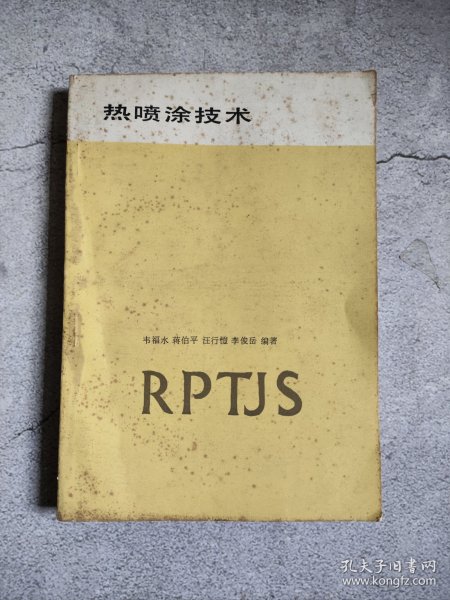 热喷涂技术
韦福水 蒋伯平 汪行恺 李俊岳 编著
RPTJS
孔夫子旧书网
www.kongfz.com